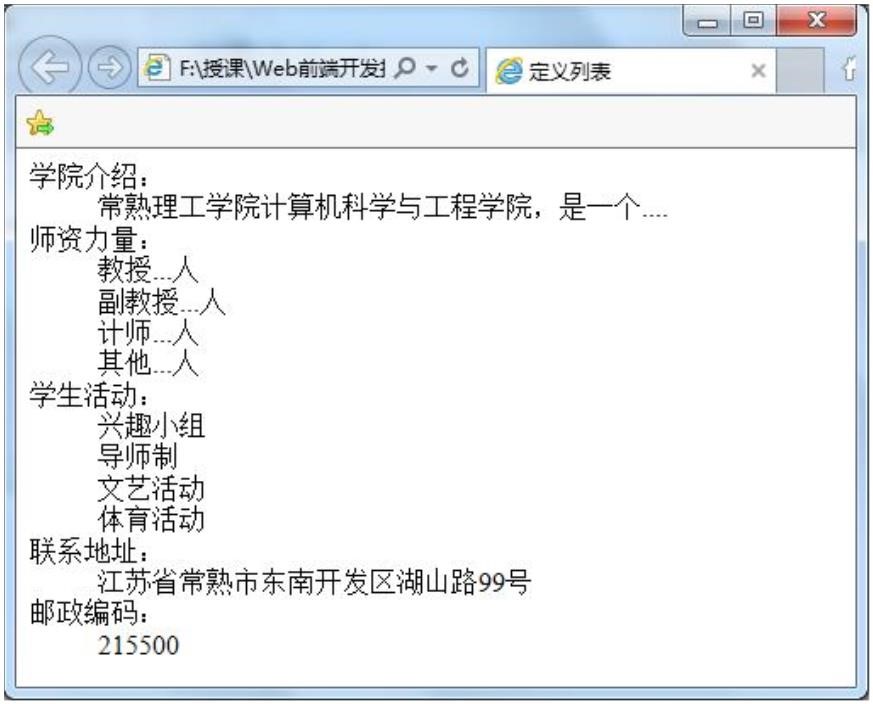 F:\授课\Web前端开发
定义列表
学院介绍：
常熟理工学院计算机科学与工程学院，是一个....
师资力量：
教授...人
副教授...人
计师...人
其他...人
学生活动：
兴趣小组
导师制
文艺活动
体育活动
联系地址：
江苏省常熟市东南开发区湖山路99号
邮政编码：
215500